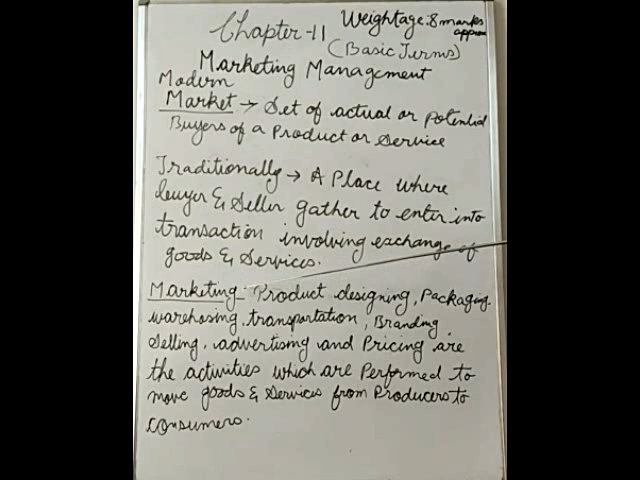 Chapter-11
Weightage: 8 marks
approx
(Basic Terms)
Marketing Management
Modern
Market → Set of actual or Potential
Buyers of a Product or Service
Traditionally → A Place where
buyer & Seller gather to enter into
transaction involving exchange of
goods & Services.
Marketing- Product designing, Packaging,
warehosing, transportation, Branding,
Selling, advertising and Pricing are
the activities which are Performed to
move goods & Services from Producers to
consumers.